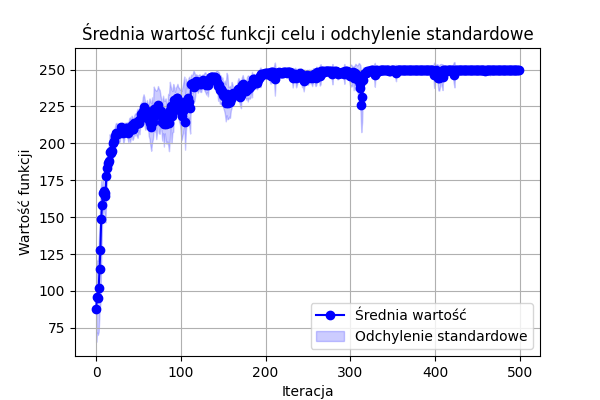 Średnia wartość funkcji celu i odchylenie standardowe
Wartość funkcji
250
225
200
175
150
125
100
75
Średnia wartość
Odchylenie standardowe
0 100 200 300 400 500
Iteracja